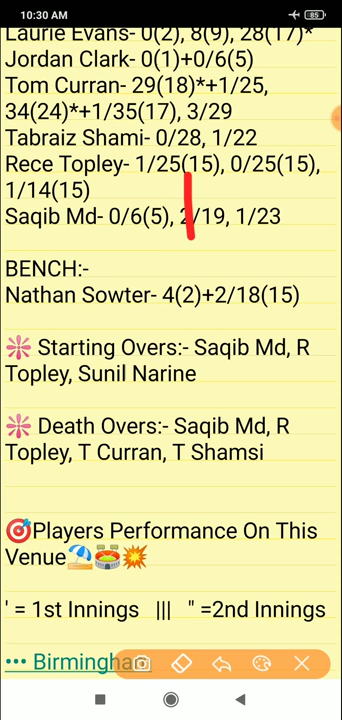 10:30 AM
85
Laurie Evans- 0(2), 8(9), 28(17)*
Jordan Clark- 0(1)+0/6(5)
Tom Curran- 29(18)*+1/25,
34(24)*+1/35(17), 3/29
Tabraiz Shami- 0/28, 1/22
Rece Topley- 1/25(15), 0/25(15),
1/14(15)
Saqib Md- 0/6(5), 2/19, 1/23
BENCH:-
Nathan Sowter- 4(2)+2/18(15)
❇ Starting Overs:- Saqib Md, R
Topley, Sunil Narine
❇ Death Overs:- Saqib Md, R
Topley, T Curran, T Shamsi
🎯Players Performance On This
Venue⛱🏟💥
' = 1st Innings ||| " =2nd Innings
••• Birmingham